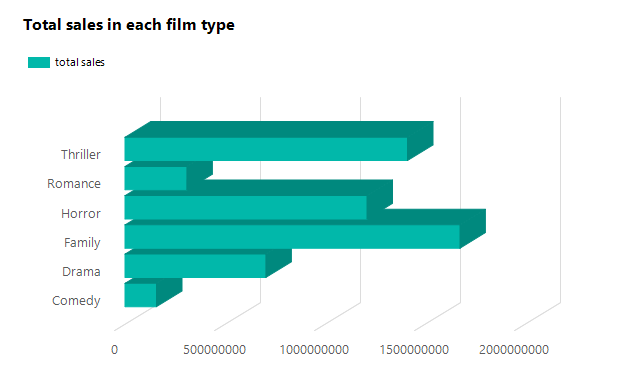 Total sales in each film type
total sales
Thriller
Romance
Horror
Family
Drama
Comedy
0 500000000 1000000000 1500000000 2000000000